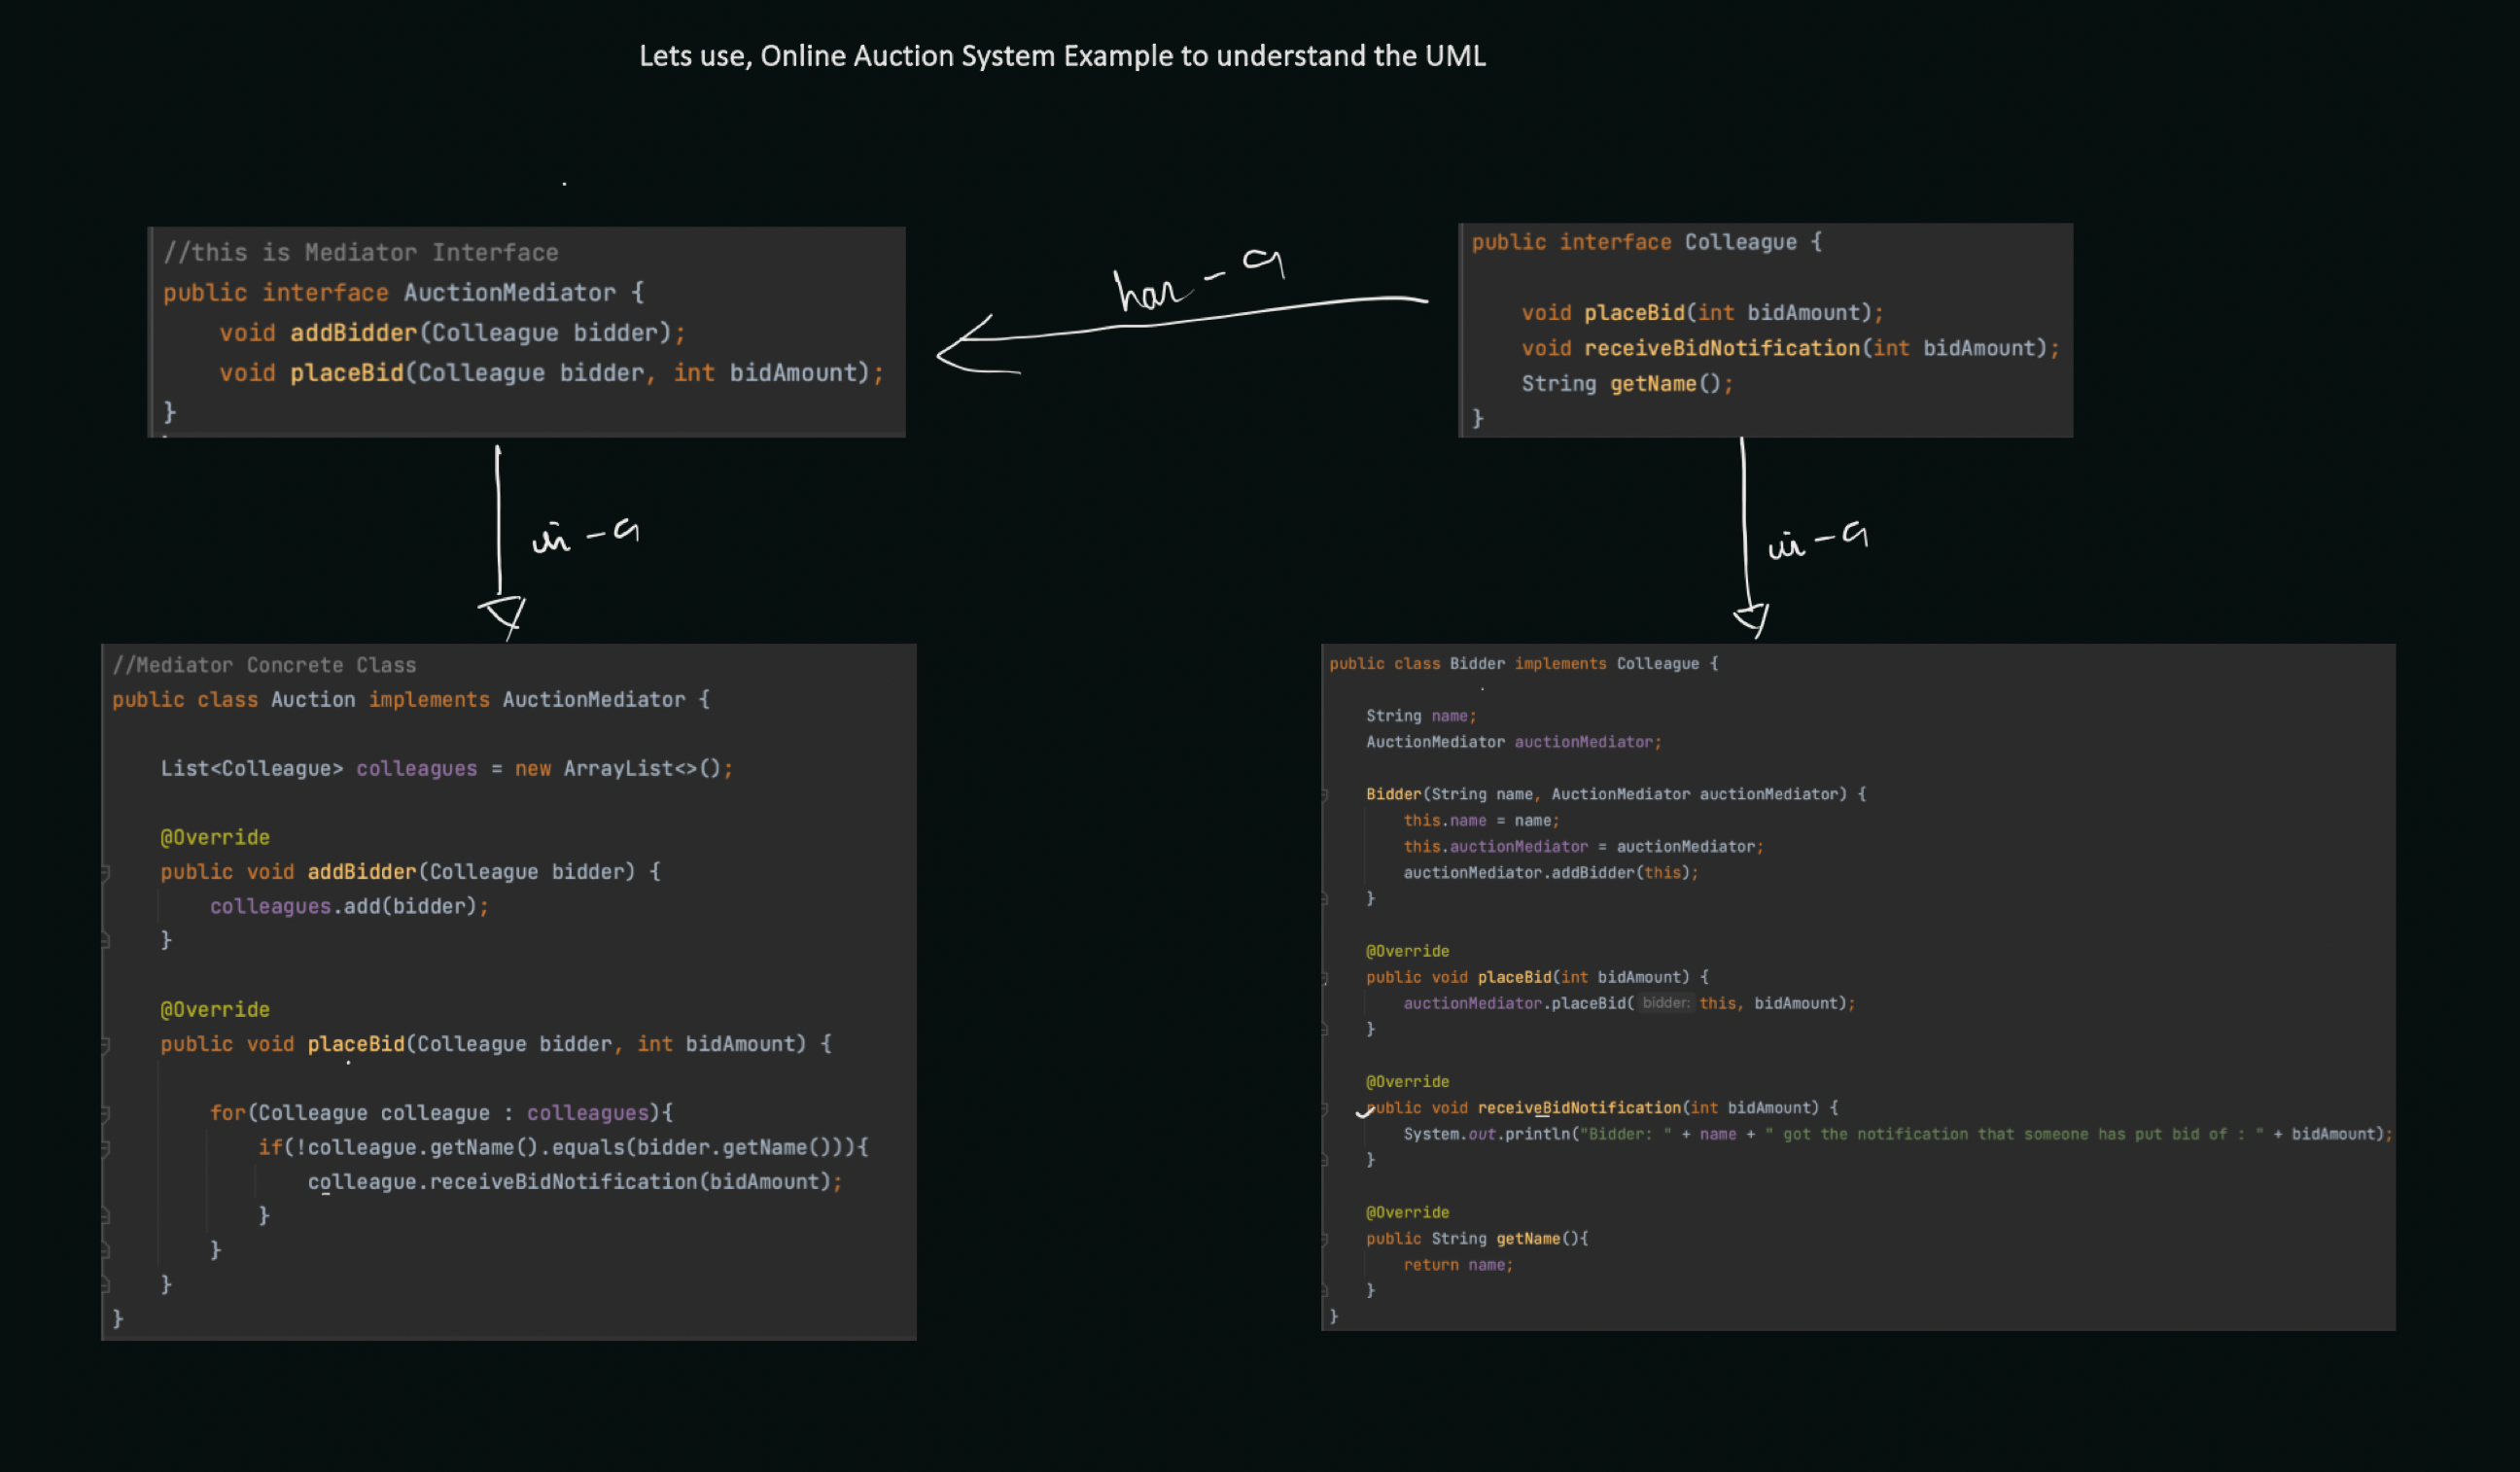 Lets use, Online Auction System Example to understand the UML
//this is Mediator Interface
public interface AuctionMediator {
void addBidder(Colleague bidder);
void placeBid(Colleague bidder, int bidAmount);
}
has-a
public interface Colleague {
void placeBid(int bidAmount);
void receiveBidNotification(int bidAmount);
String getName();
}
is-a
is-a
//Mediator Concrete Class
public class Auction implements AuctionMediator {
List<Colleague> colleagues = new ArrayList<>();
@Override
public void addBidder(Colleague bidder) {
colleagues.add(bidder);
}
@Override
public void placeBid(Colleague bidder, int bidAmount) {
for(Colleague colleague : colleagues){
if(!colleague.getName().equals(bidder.getName())){
colleague.receiveBidNotification(bidAmount);
}
}
}
}
public class Bidder implements Colleague {
String name;
AuctionMediator auctionMediator;
Bidder(String name, AuctionMediator auctionMediator) {
this.name = name;
this.auctionMediator = auctionMediator;
auctionMediator.addBidder(this);
}
@Override
public void placeBid(int bidAmount) {
auctionMediator.placeBid( bidder: this, bidAmount);
}
@Override
public void receiveBidNotification(int bidAmount) {
System.out.println("Bidder: " + name + " got the notification that someone has put bid of : " + bidAmount);
}
@Override
public String getName(){
return name;
}
}